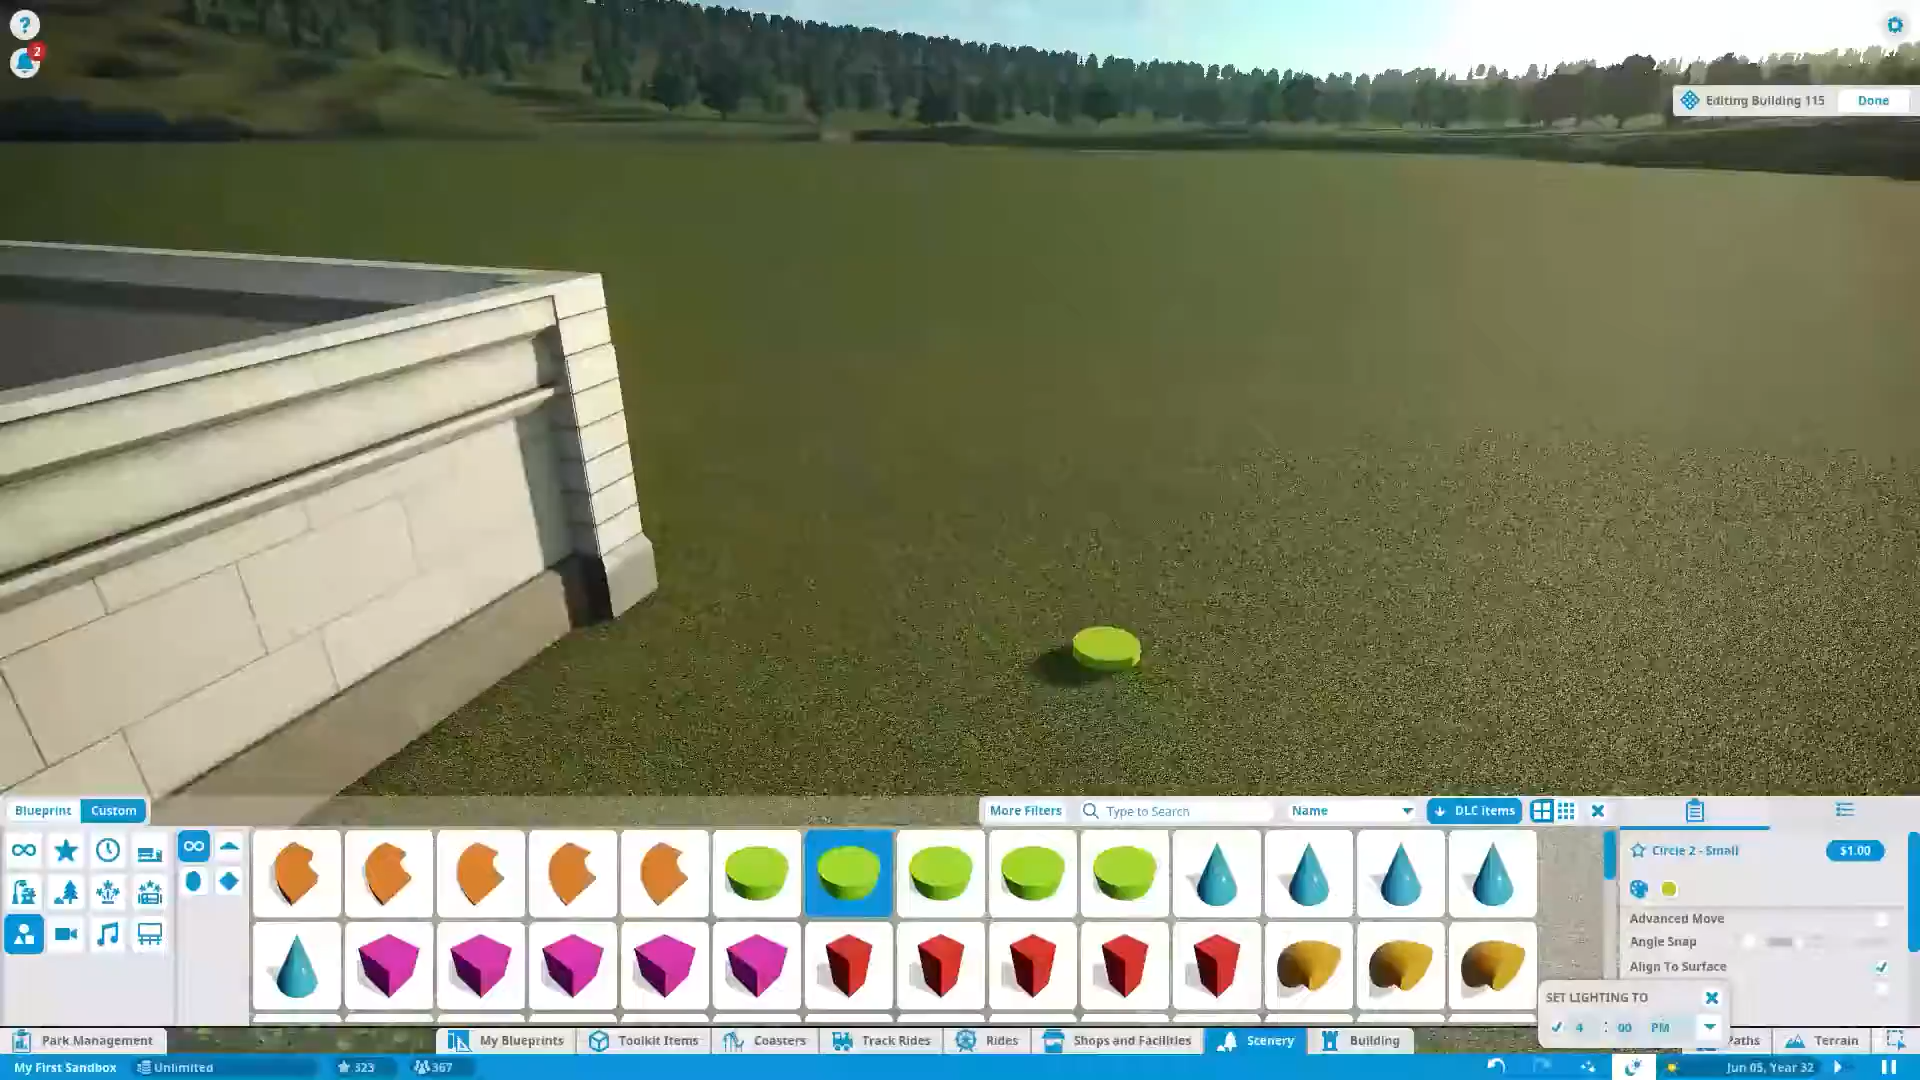 ?
2
Editing Building 115 Done
Blueprint Custom
More Filters Type to Search Name DLC Items
Circle 2 - Small $1.00
Advanced Move
Angle Snap
Align To Surface
SET LIGHTING TO
4 : 00 PM
Park Management My Blueprints Toolkit Items Coasters Track Rides Rides Shops and Facilities Scenery Building Paths Terrain
My First Sandbox Unlimited 323 367 Jun 05, Year 32